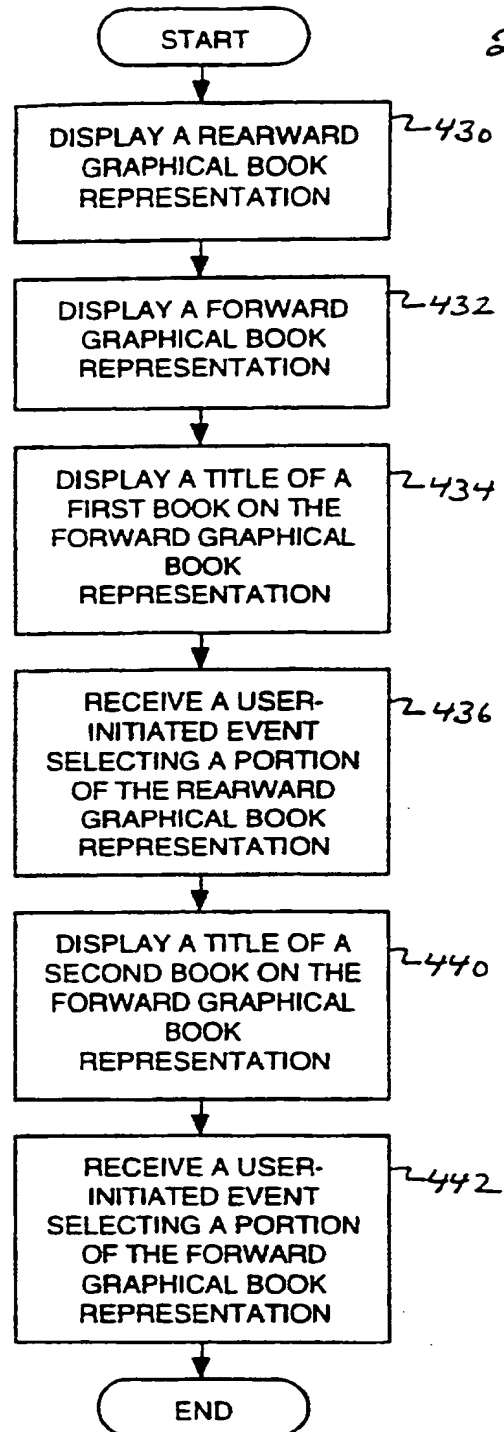 START
DISPLAY A REARWARD
GRAPHICAL BOOK
REPRESENTATION
430
DISPLAY A FORWARD
GRAPHICAL BOOK
REPRESENTATION
432
DISPLAY A TITLE OF A
FIRST BOOK ON THE
FORWARD GRAPHICAL
BOOK
REPRESENTATION
434
RECEIVE A USER-
INITIATED EVENT
SELECTING A PORTION
OF THE REARWARD
GRAPHICAL BOOK
REPRESENTATION
436
DISPLAY A TITLE OF A
SECOND BOOK ON THE
FORWARD GRAPHICAL
BOOK
REPRESENTATION
440
RECEIVE A USER-
INITIATED EVENT
SELECTING A PORTION
OF THE FORWARD
GRAPHICAL BOOK
REPRESENTATION
442
END